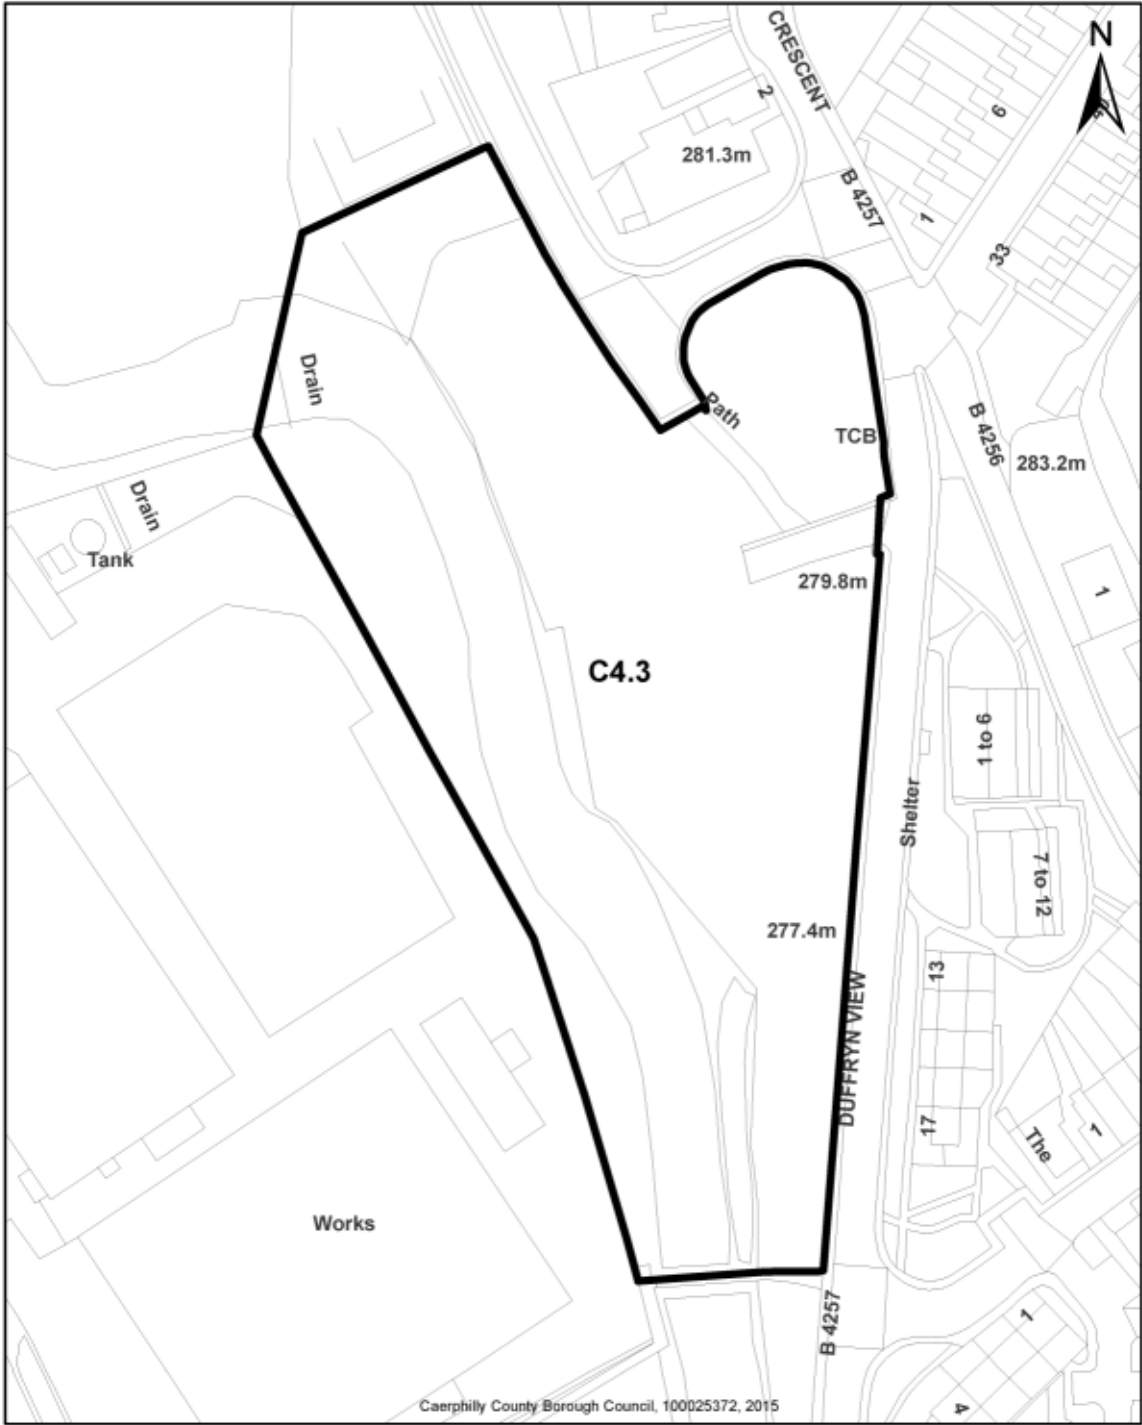 CRESCENT
N
2
6
281.3m
B 4257
1
33
Drain
Path
TCB
B 4256
283.2m
Drain
Tank
279.8m
1
C4.3
1 to 6
Shelter
7 to 12
277.4m
13
DUFFRYN VIEW
17
The
1
Works
B 4257
1
4
Caerphilly County Borough Council, 100025372, 2015